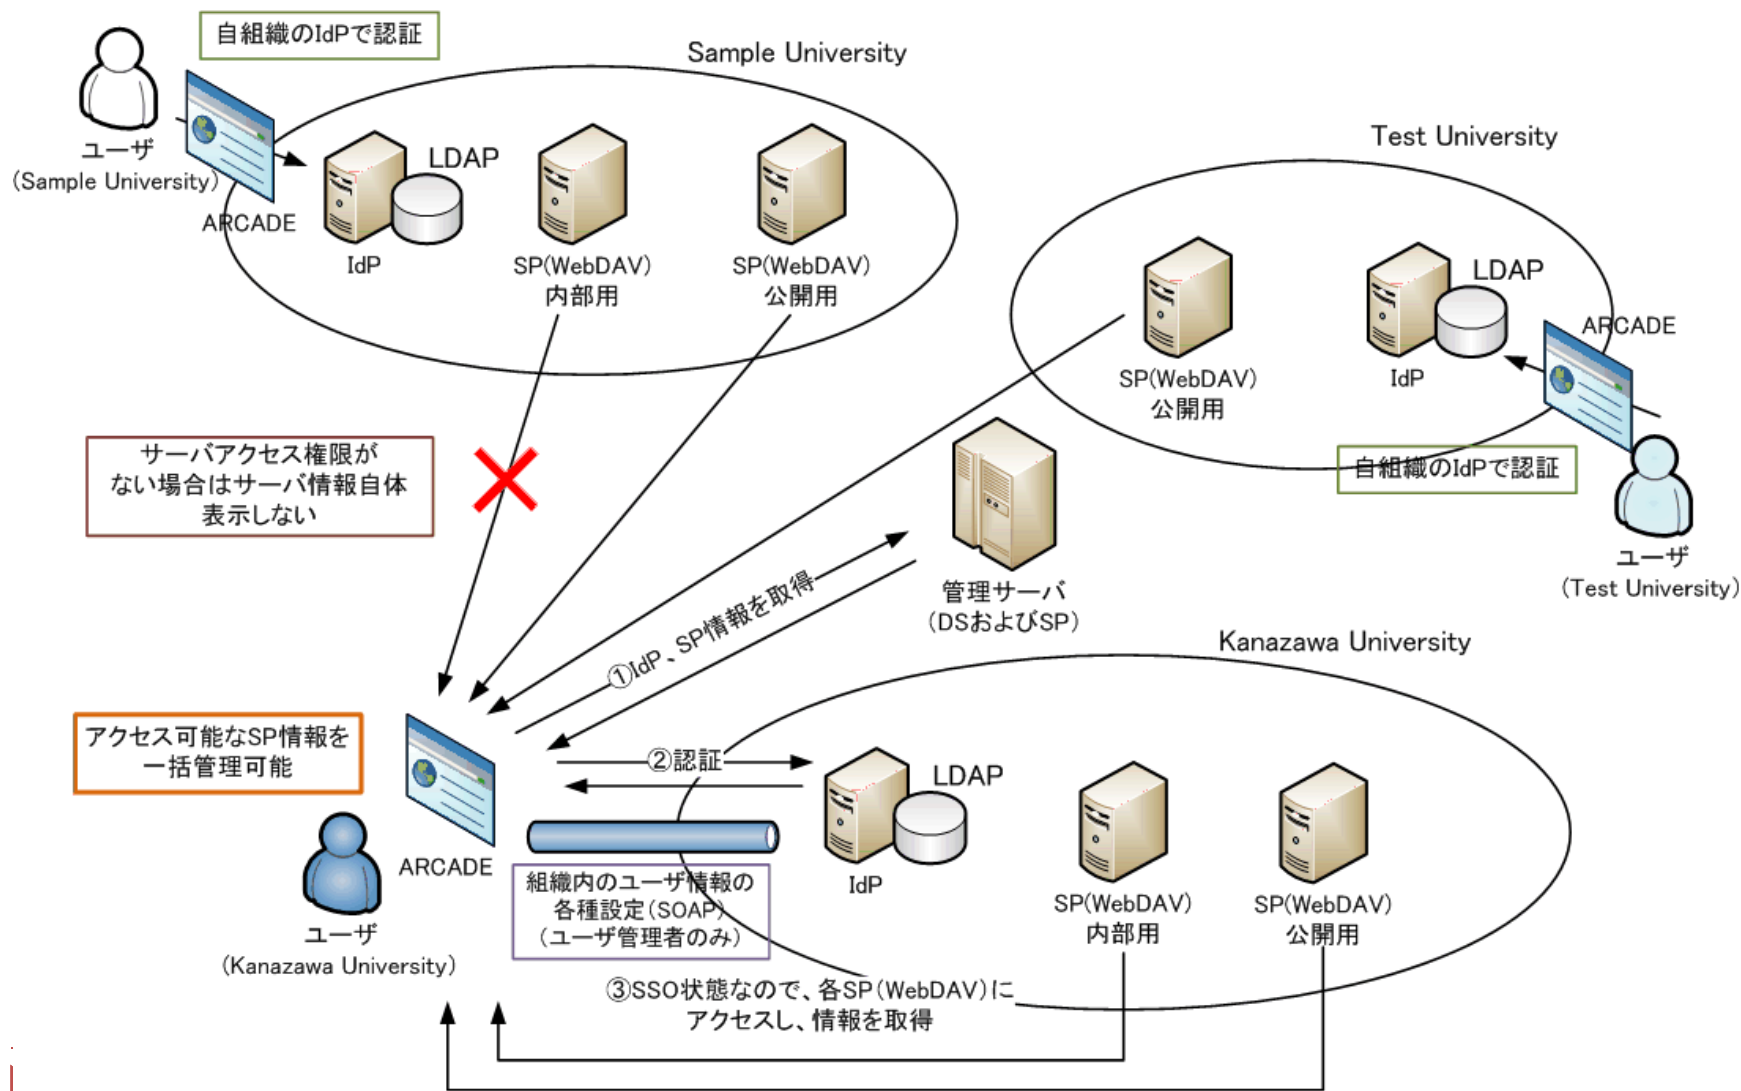 自組織のIdPで認証
Sample University
ユーザ
(Sample University)
ARCADE
LDAP
IdP
SP(WebDAV)
内部用
SP(WebDAV)
公開用
Test University
LDAP
ARCADE
SP(WebDAV)
公開用
IdP
自組織のIdPで認証
ユーザ
(Test University)
サーバアクセス権限が
ない場合はサーバ情報自体
表示しない
管理サーバ
(DSおよびSP)
①IdP、SP情報を取得
Kanazawa University
アクセス可能なSP情報を
一括管理可能
②認証
LDAP
ARCADE
IdP
組織内のユーザ情報の
各種設定(SOAP)
(ユーザ管理者のみ)
SP(WebDAV)
内部用
SP(WebDAV)
公開用
ユーザ
(Kanazawa University)
③SSO状態なので、各SP(WebDAV)に
アクセスし、情報を取得